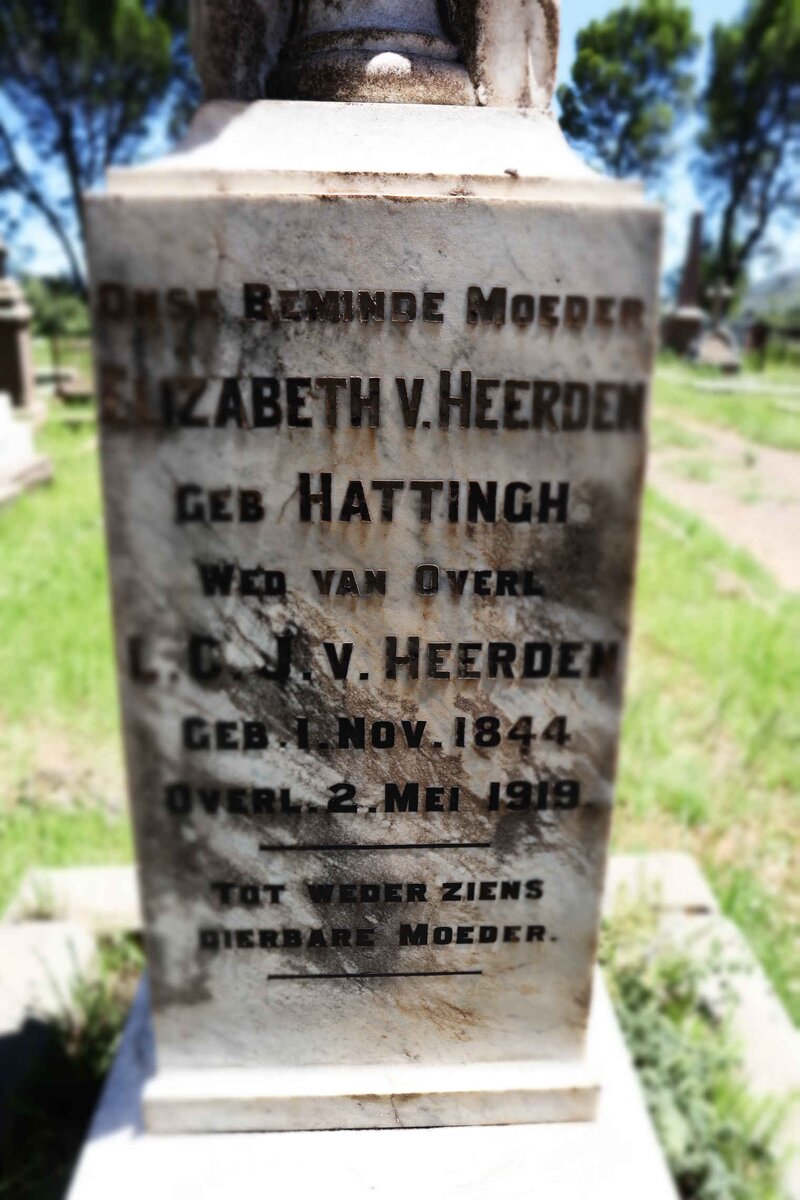 ONSE BEMINDE MOEDER
ELIZABETH V. HEERDEN
GEB HATTINGH
WED VAN OVERL
L.C.J. V. HEERDEN
GEB. 1. NOV. 1844
OVERL. 2. MEI 1919.
TOT WEDER ZIENS
DIERBARE MOEDER.